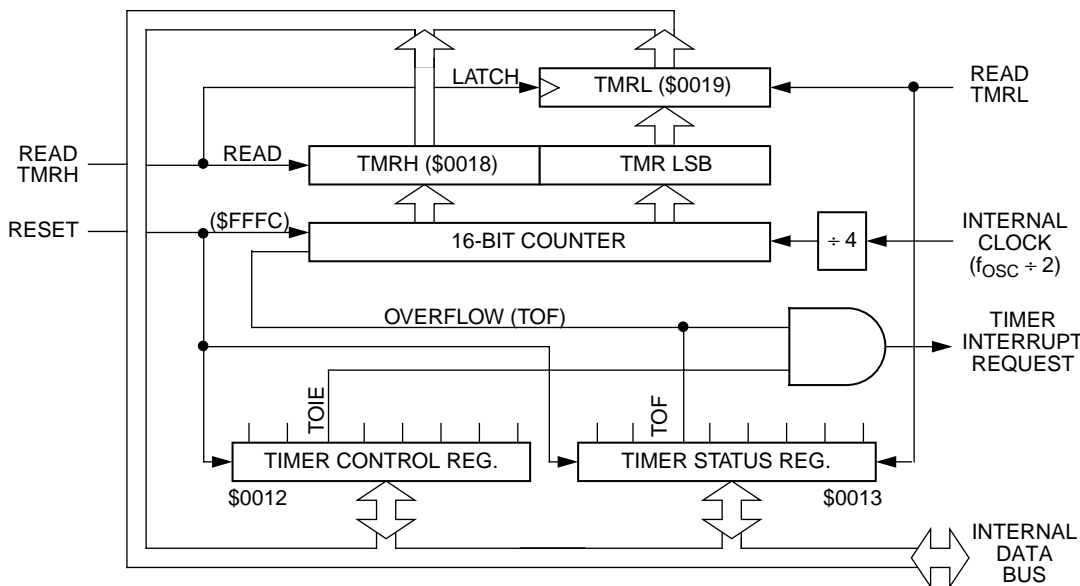 LATCH
TMRL ($0019)
READ
TMRL
READ
TMRH
READ
TMRH ($0018)
TMR LSB
RESET
($FFFC)
16-BIT COUNTER
÷ 4
INTERNAL
CLOCK
(fOSC ÷ 2)
OVERFLOW (TOF)
TIMER
INTERRUPT
REQUEST
TOIE
TOF
TIMER CONTROL REG.
TIMER STATUS REG.
$0012
$0013
INTERNAL
DATA
BUS